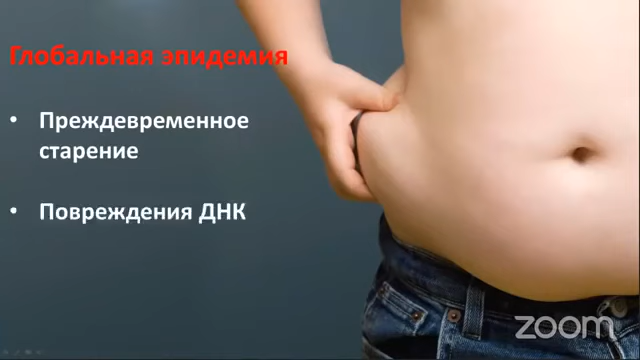 Глобальная эпидемия
• Преждевременное
старение
• Повреждения ДНК
zoom